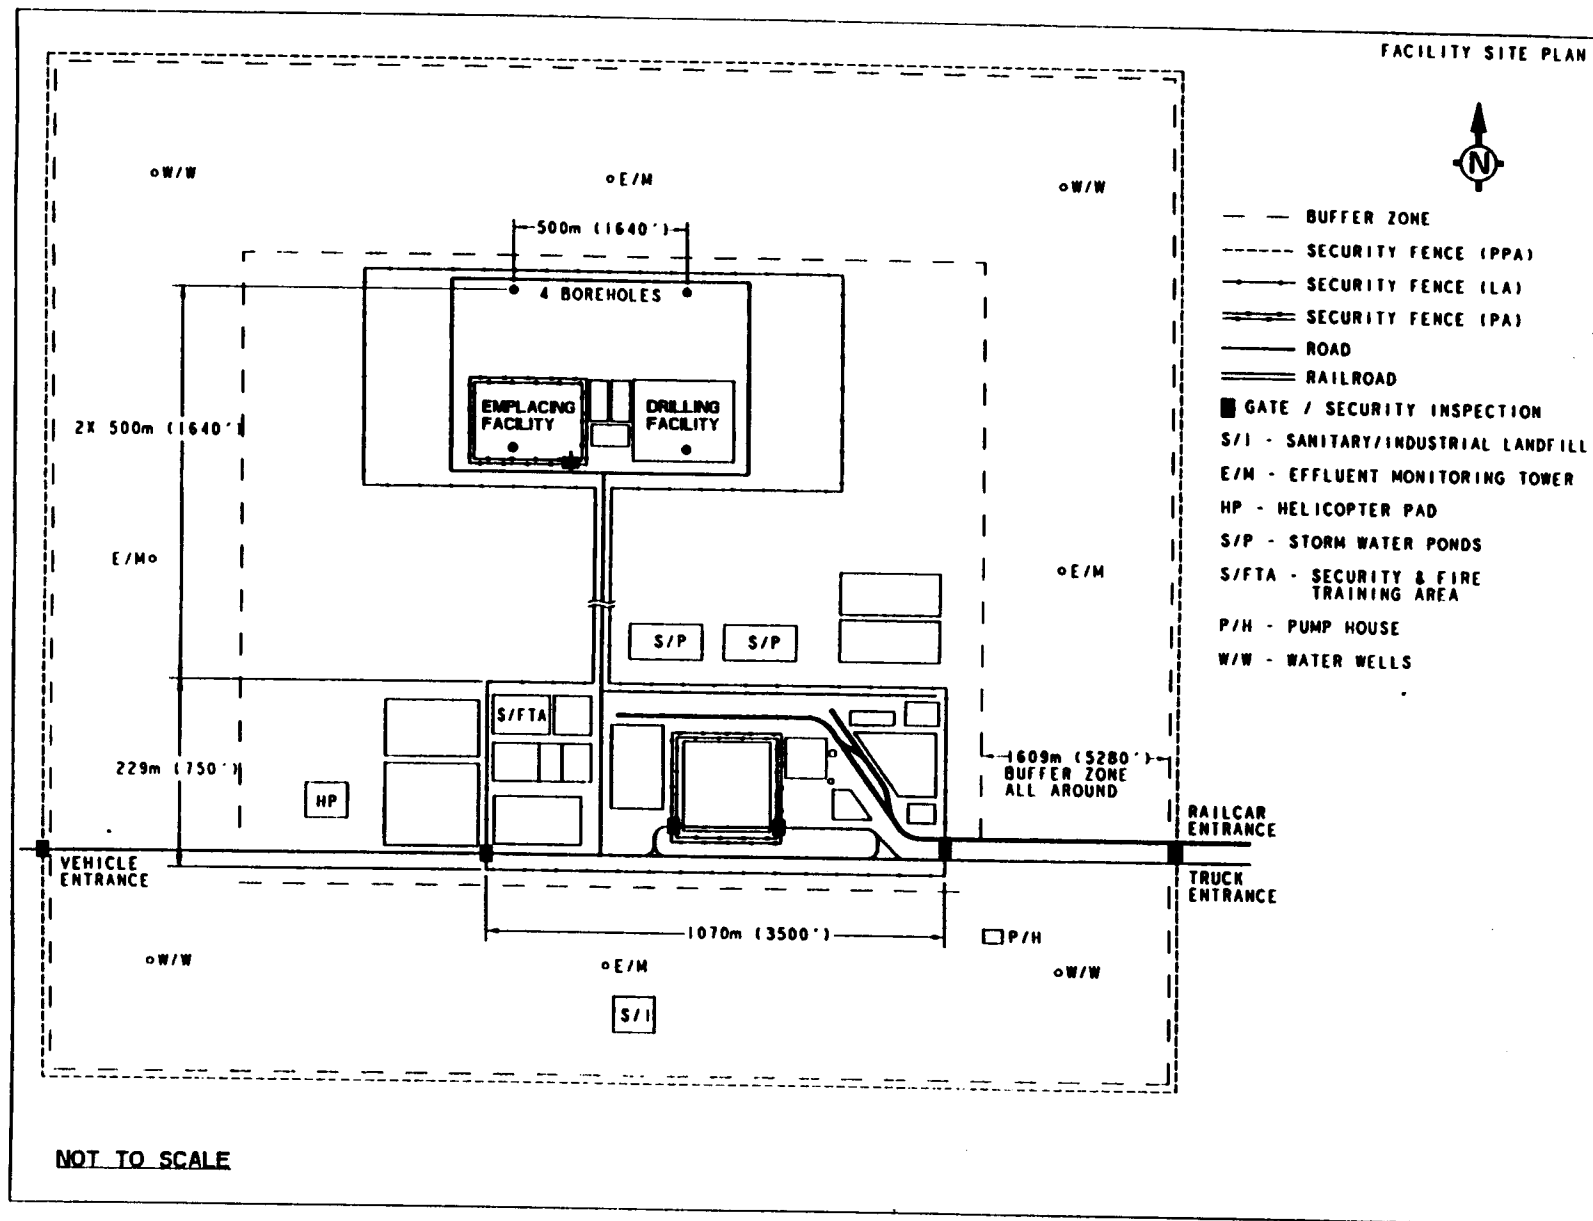 FACILITY SITE PLAN
N
W/W
E/M
W/W
500m (1640')
4 BOREHOLES
EMPLACING
FACILITY
DRILLING
FACILITY
2X 500m (1640')
E/M
E/M
S/P
S/P
S/FTA
229m (750')
HP
1609m (5280')
BUFFER ZONE
ALL AROUND
RAILCAR
ENTRANCE
VEHICLE
ENTRANCE
TRUCK
ENTRANCE
1070m (3500')
P/H
W/W
E/M
W/W
S/I
BUFFER ZONE
SECURITY FENCE (PPA)
SECURITY FENCE (LA)
SECURITY FENCE (PA)
ROAD
RAILROAD
GATE / SECURITY INSPECTION
S/I - SANITARY/INDUSTRIAL LANDFILL
E/M - EFFLUENT MONITORING TOWER
HP - HELICOPTER PAD
S/P - STORM WATER PONDS
S/FTA - SECURITY & FIRE
TRAINING AREA
P/H - PUMP HOUSE
W/W - WATER WELLS
NOT TO SCALE